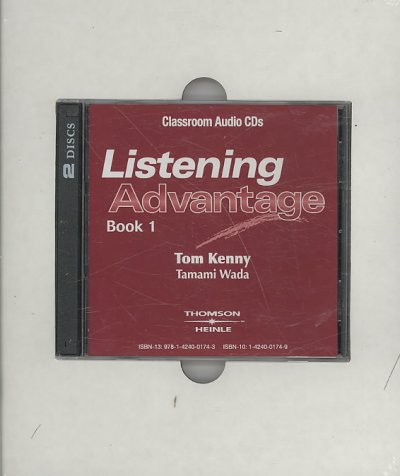 2 DISCS
Classroom Audio CDs
Listening
Advantage
Book 1
Tom Kenny
Tamami Wada
THOMSON
HEINLE
ISBN-13: 978-1-4240-0174-3 ISBN-10: 1-4240-0174-9